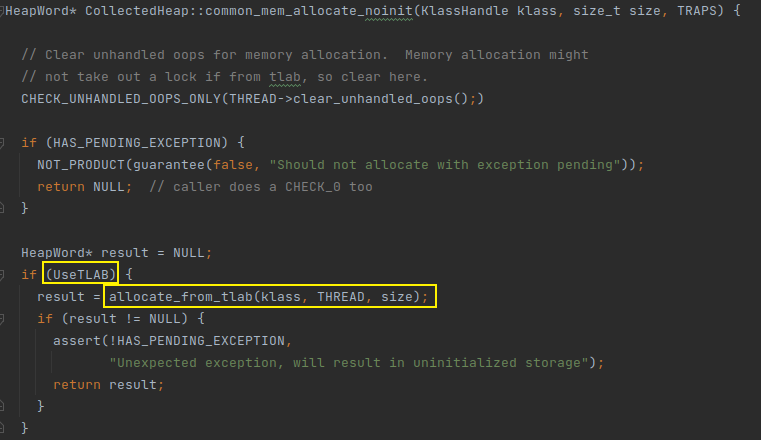 HeapWord* CollectedHeap::common_mem_allocate_noinit(KlassHandle klass, size_t size, TRAPS) {
// Clear unhandled oops for memory allocation.  Memory allocation might
// not take out a lock if from tlab, so clear here.
CHECK_UNHANDLED_OOPS_ONLY(THREAD->clear_unhandled_oops();)
if (HAS_PENDING_EXCEPTION) {
NOT_PRODUCT(guarantee(false, "Should not allocate with exception pending"));
return NULL;  // caller does a CHECK_0 too
}
HeapWord* result = NULL;
if (UseTLAB) {
result = allocate_from_tlab(klass, THREAD, size);
if (result != NULL) {
assert(!HAS_PENDING_EXCEPTION,
"Unexpected exception, will result in uninitialized storage");
return result;
}
}